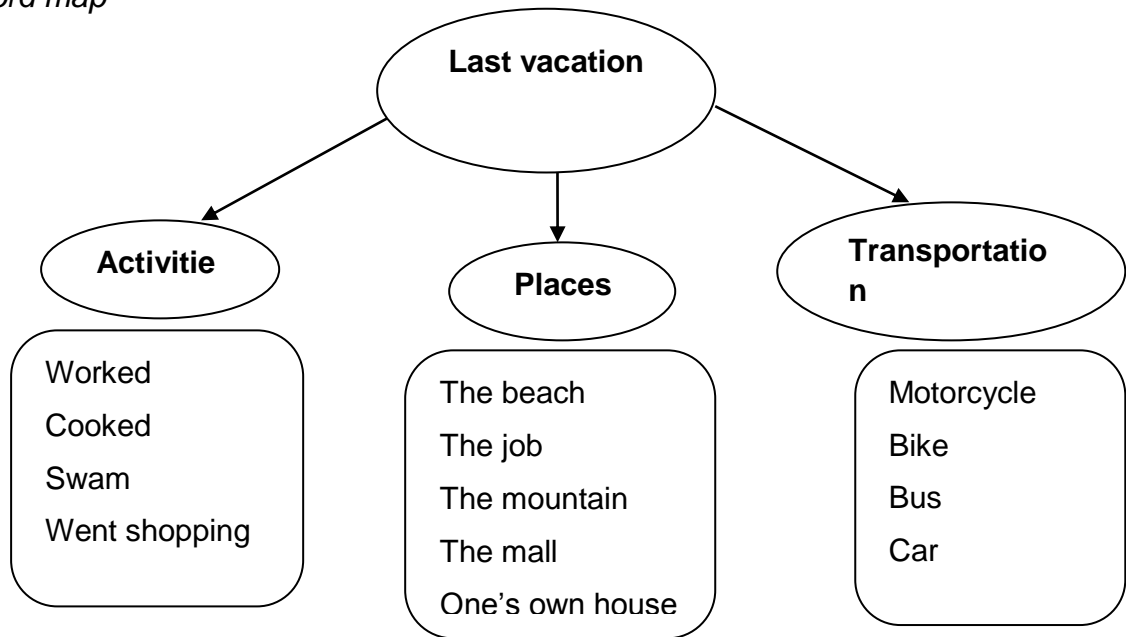 map
Last vacation
Activitie
Worked
Cooked
Swam
Went shopping
Places
The beach
The job
The mountain
The mall
One's own house
Transportatio
n
Motorcycle
Bike
Bus
Car